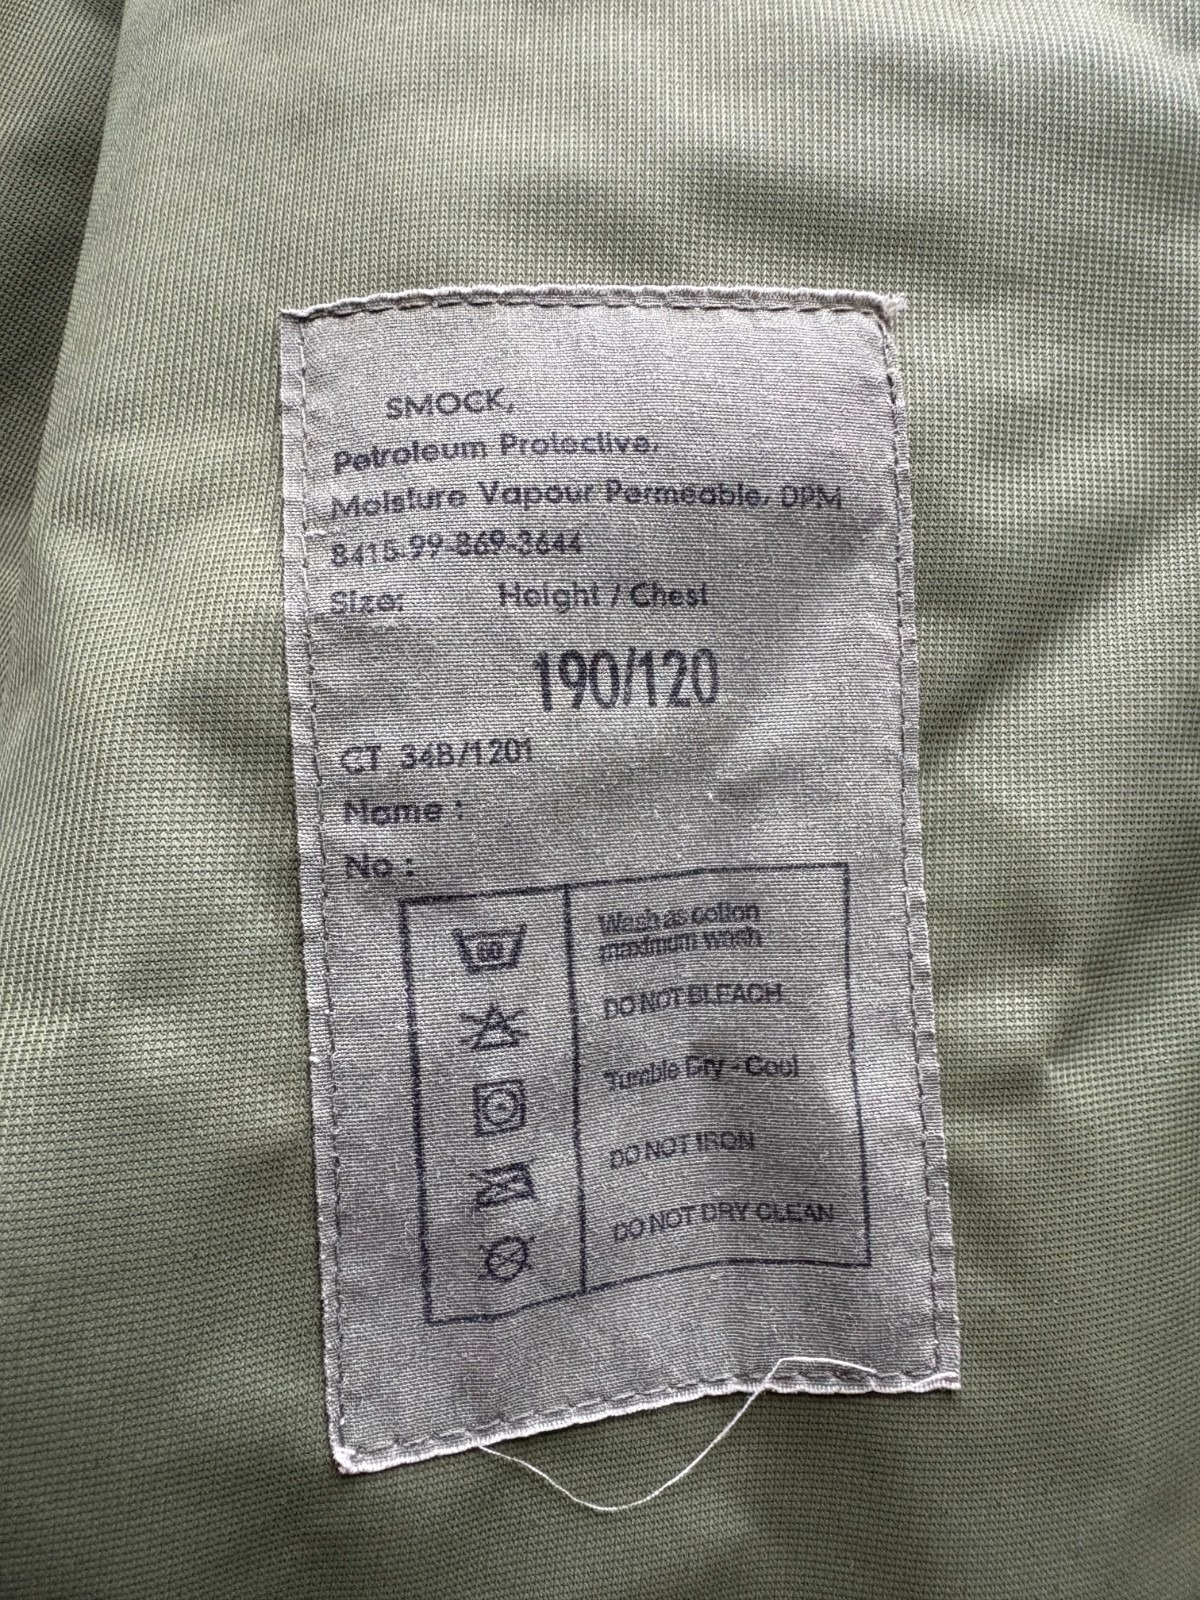 SMOCK,
Petroleum Protective,
Moisture Vapour Permeable, DPM
8415-99-869-3644
Size: Height / Chest
190/120
CT 34B/1201
Name :
No :
60
Wash as cotton
maximum wash
DO NOT BLEACH
Tumble Dry - Cool
DO NOT IRON
DO NOT DRY CLEAN